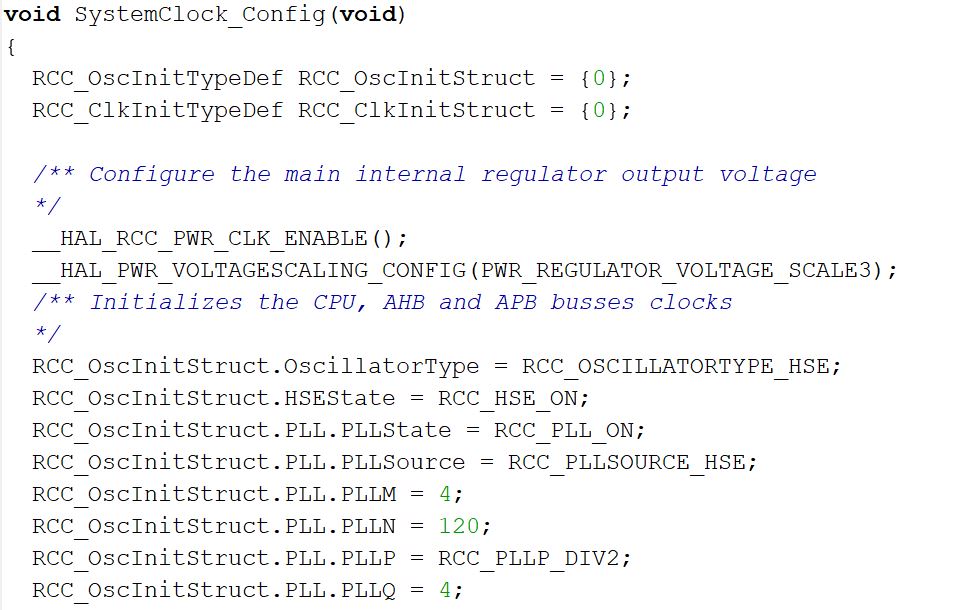 void SystemClock_Config(void)
{
RCC_OscInitTypeDef RCC_OscInitStruct = {0};
RCC_ClkInitTypeDef RCC_ClkInitStruct = {0};
/** Configure the main internal regulator output voltage
*/
__HAL_RCC_PWR_CLK_ENABLE();
__HAL_PWR_VOLTAGESCALING_CONFIG(PWR_REGULATOR_VOLTAGE_SCALE3);
/** Initializes the CPU, AHB and APB busses clocks
*/
RCC_OscInitStruct.OscillatorType = RCC_OSCILLATORTYPE_HSE;
RCC_OscInitStruct.HSEState = RCC_HSE_ON;
RCC_OscInitStruct.PLL.PLLState = RCC_PLL_ON;
RCC_OscInitStruct.PLL.PLLSource = RCC_PLLSOURCE_HSE;
RCC_OscInitStruct.PLL.PLLM = 4;
RCC_OscInitStruct.PLL.PLLN = 120;
RCC_OscInitStruct.PLL.PLLP = RCC_PLLP_DIV2;
RCC_OscInitStruct.PLL.PLLQ = 4;